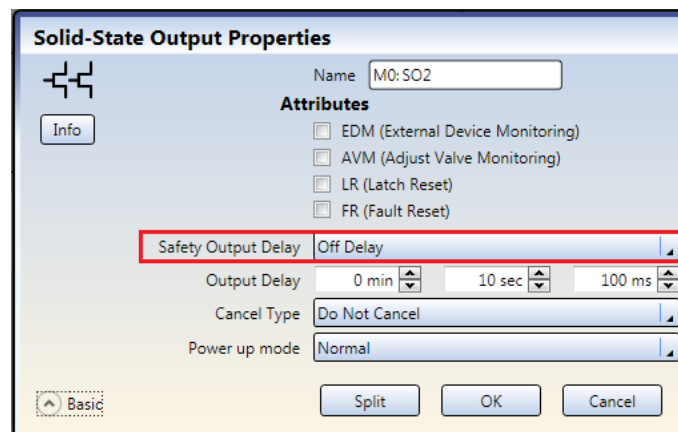 Solid-State Output Properties
Name M0:SO2
Attributes
Info
EDM (External Device Monitoring)
AVM (Adjust Valve Monitoring)
LR (Latch Reset)
FR (Fault Reset)
Safety Output Delay Off Delay
Output Delay 0 min 10 sec 100 ms
Cancel Type Do Not Cancel
Power up mode Normal
Basic Split OK Cancel